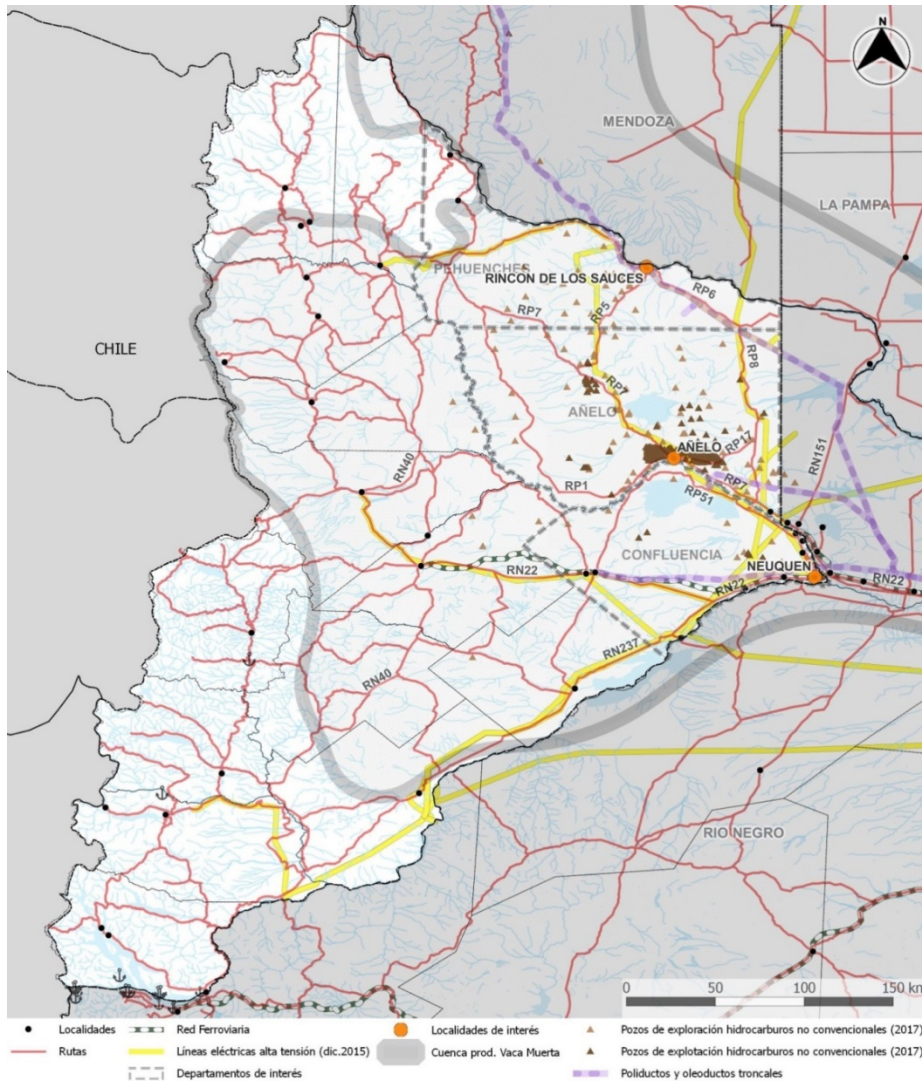 N
MENDOZA
LA PAMPA
PEHUENCHES
RINCON DE LOS SAUCES
RP6
RP5
RP7
CHILE
RP8
RP7
AÑELO
RN40
AÑELO
RP17
RN151
RP1
RP7
RP51
CONFLUENCIA
NEUQUEN
RN22
RN22
RN22
RN237
RN40
RIO NEGRO
0 50 100 150 km
Localidades
Red Ferroviaria
Localidades de interés
Pozos de exploración hidrocarburos no convencionales (2017)
Rutas
Líneas eléctricas alta tensión (dic.2015)
Cuenca prod. Vaca Muerta
Pozos de explotación hidrocarburos no convencionales (2017)
Departamentos de interés
Poliductos y oleoductos troncales